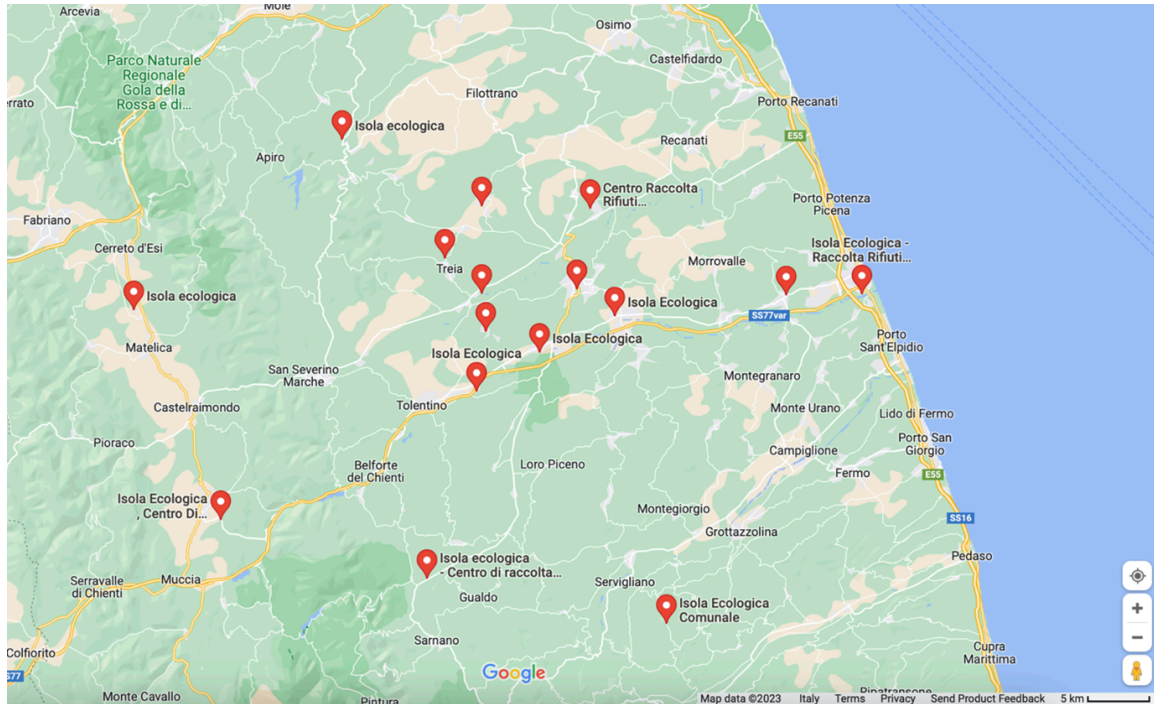 Arcevia
Moie
Osimo
Castelfidardo
Parco Naturale
Regionale
Gola della
Rossa e di...
errato
Filottrano
Porto Recanati
E55
Isola ecologica
Recanati
Apiro
Centro Raccolta
Rifiuti...
Porto Potenza
Picena
Fabriano
Cerreto d'Esi
Isola Ecologica -
Raccolta Rifiuti...
Treia
Morrovalle
Isola ecologica
Isola Ecologica
SS77var
Matelica
Isola Ecologica
Isola Ecologica
Porto
Sant'Elpidio
San Severino
Marche
Montegranaro
Castelraimondo
Tolentino
Monte Urano
Lido di Fermo
Pioraco
Porto San
Giorgio
Campiglione
Belforte
del Chienti
Loro Piceno
Fermo
E55
Isola Ecologica
, Centro Di...
Montegiorgio
SS16
Grottazzolina
Pedaso
Isola ecologica
- Centro di raccolta...
Serravalle
di Chienti
Muccia
Servigliano
Gualdo
Isola Ecologica
Comunale
Sarnano
Colfiorito
Cupra
Marittima
Google
S77
Monte Cavallo
Pintura
Ripatransone
Map data ©2023 Italy Terms Privacy Send Product Feedback 5 km